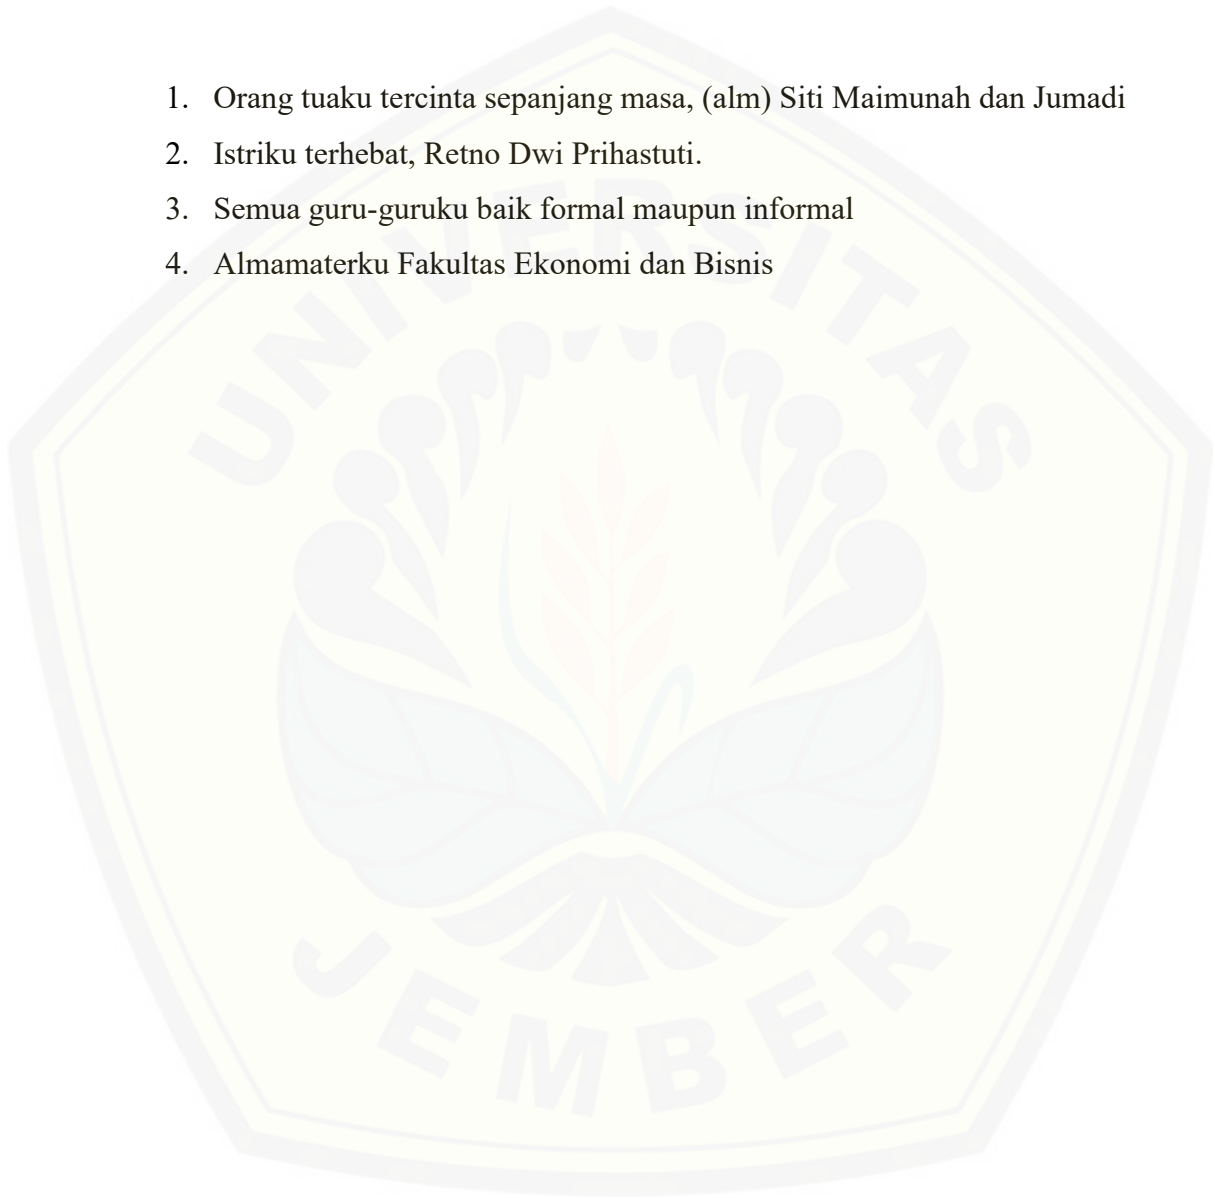 1. Orang tuaku tercinta sepanjang masa, (alm) Siti Maimunah dan Jumadi
2. Istriku terhebat, Retno Dwi Prihastuti.
3. Semua guru-guruku baik formal maupun informal
4. Almamaterku Fakultas Ekonomi dan Bisnis
UNIVERSITAS
JEMBER